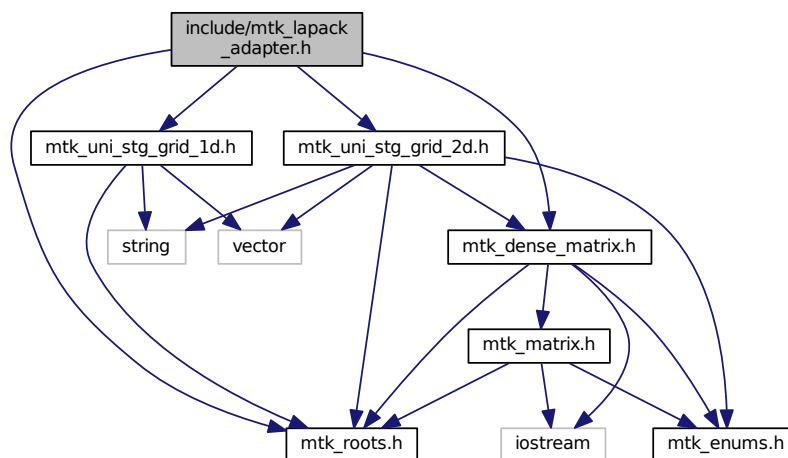 include/mtk_lapack
_adapter.h
mtk_uni_stg_grid_1d.h
mtk_uni_stg_grid_2d.h
string
vector
mtk_dense_matrix.h
mtk_matrix.h
mtk_roots.h
iostream
mtk_enums.h